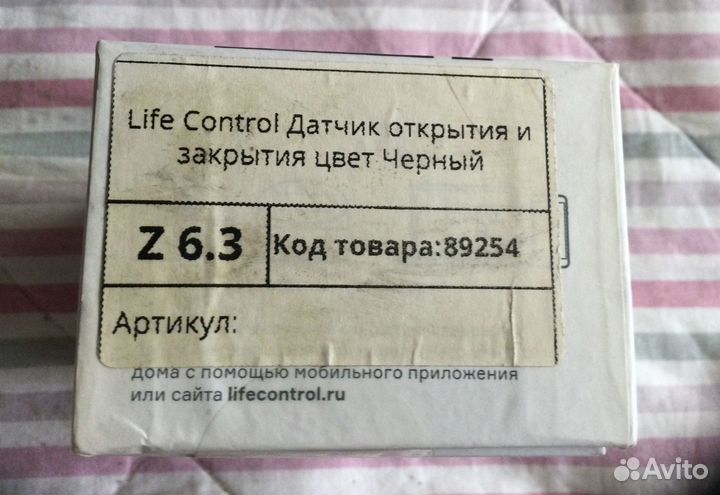 Life Control Датчик открытия и
закрытия цвет Черный
Z 6.3
Код товара:89254
Артикул:
дома с помощью мобильного приложения
или сайта lifecontrol.ru
Avito